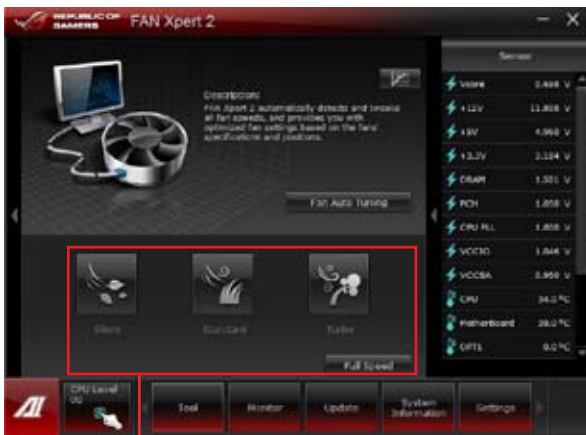 REPUBLIC OF GAMERS
FAN Xpert 2
Description:
FAN Xpert 2 automatically detects and tweaks
all fan speeds, and provides you with
optimized fan settings based on the fans'
specifications and positions.
Fan Auto Tuning
Silent
Standard
Turbo
Full Speed
Sensor
Vcore
+12V
+5V
+3.3V
DRAM
PCH
CPU PLL
VCCIO
VCCSA
CPU
Motherboard
OPT1
CPU Level
Up
Tool
Monitor
Update
System
Information
Settings